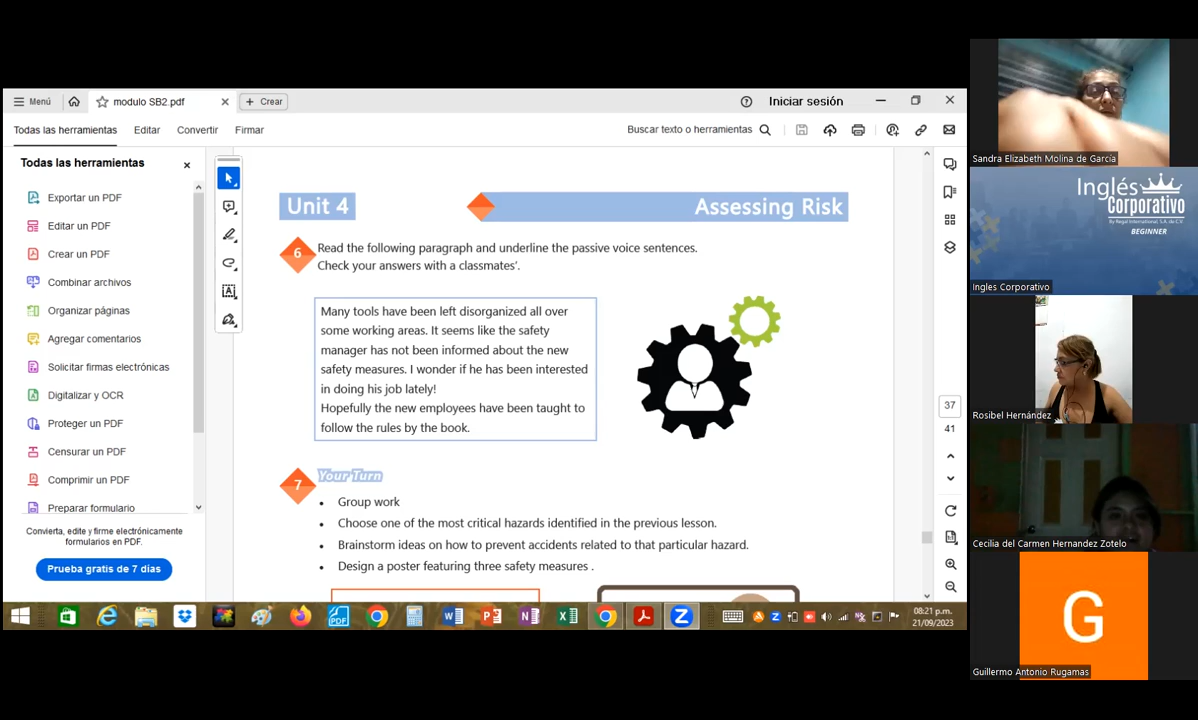 Menú
modulo SB2.pdf
Crear
Iniciar sesión
Todas las herramientas
Editar
Convertir
Firmar
Buscar texto o herramientas
Todas las herramientas
Exportar un PDF
Editar un PDF
Crear un PDF
Combinar archivos
Organizar páginas
Agregar comentarios
Solicitar firmas electrónicas
Digitalizar y OCR
Proteger un PDF
Censurar un PDF
Comprimir un PDF
Preparar formulario
Convierta, edite y firme electrónicamente
formularios en PDF.
Prueba gratis de 7 días
Unit 4
Assessing Risk
6
Read the following paragraph and underline the passive voice sentences.
Check your answers with a classmates'.
Many tools have been left disorganized all over
some working areas. It seems like the safety
manager has not been informed about the new
safety measures. I wonder if he has been interested
in doing his job lately!
Hopefully the new employees have been taught to
follow the rules by the book.
7
Your Turn
• Group work
• Choose one of the most critical hazards identified in the previous lesson.
• Brainstorm ideas on how to prevent accidents related to that particular hazard.
• Design a poster featuring three safety measures .
37
41
08:21 p.m.
21/09/2023
Sandra Elizabeth Molina de García
Inglés
Corporativo
By Regal International, S.A. de C.V.
BEGINNER
Ingles Corporativo
Rosibel Hernández
Cecilia del Carmen Hernandez Zotelo
G
Guillermo Antonio Rugamas